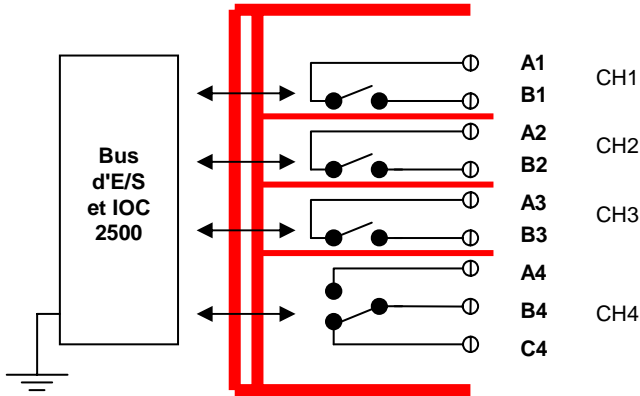 Bus
d'E/S
et IOC
2500
A1
B1
CH1
A2
B2
CH2
A3
B3
CH3
A4
B4
C4
CH4